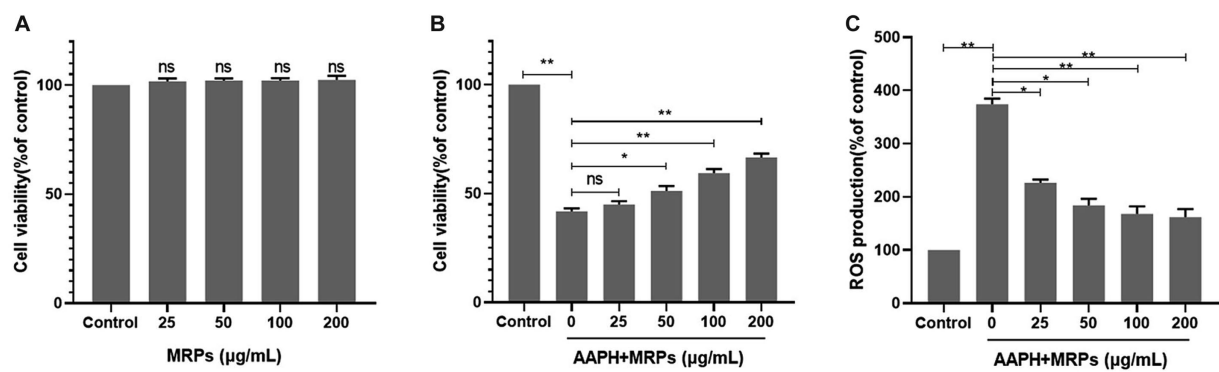 A
Cell viability(%of control)
100
50
0
ns
ns
ns
ns
Control
25
50
100
200
MRPs (μg/mL)
B
Cell viability(%of control)
100
50
0
**
**
**
*
ns
Control
0
25
50
100
200
AAPH+MRPs (μg/mL)
C
ROS production(%of control)
500
400
300
200
100
0
**
**
**
*
*
Control
0
25
50
100
200
AAPH+MRPs (μg/mL)